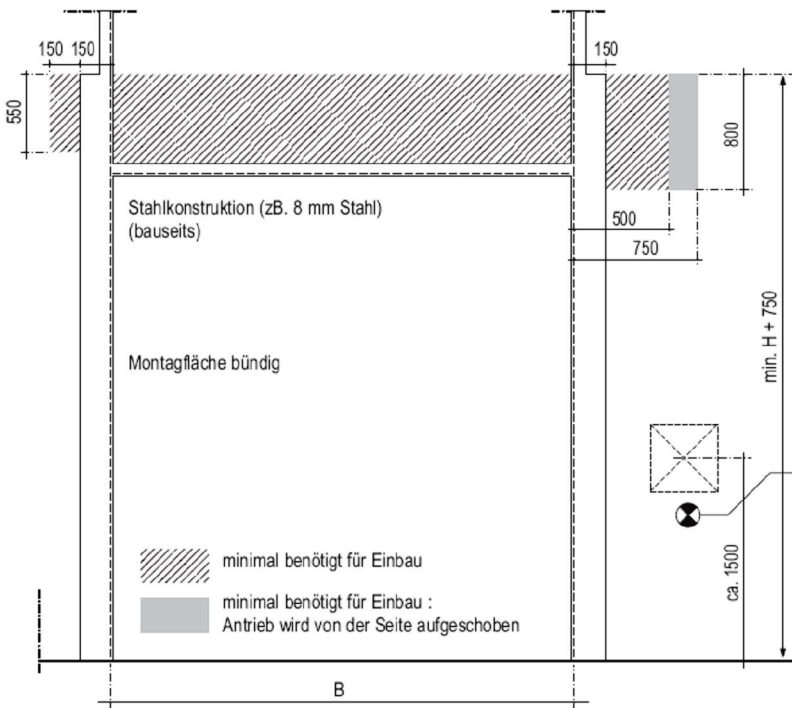 150 150
150
550
800
500
750
Stahlkonstruktion (zB. 8 mm Stahl)
(bauseits)
min. H + 750
Montagfläche bündig
ca. 1500
minimal benötigt für Einbau
minimal benötigt für Einbau :
Antrieb wird von der Seite aufgeschoben
B